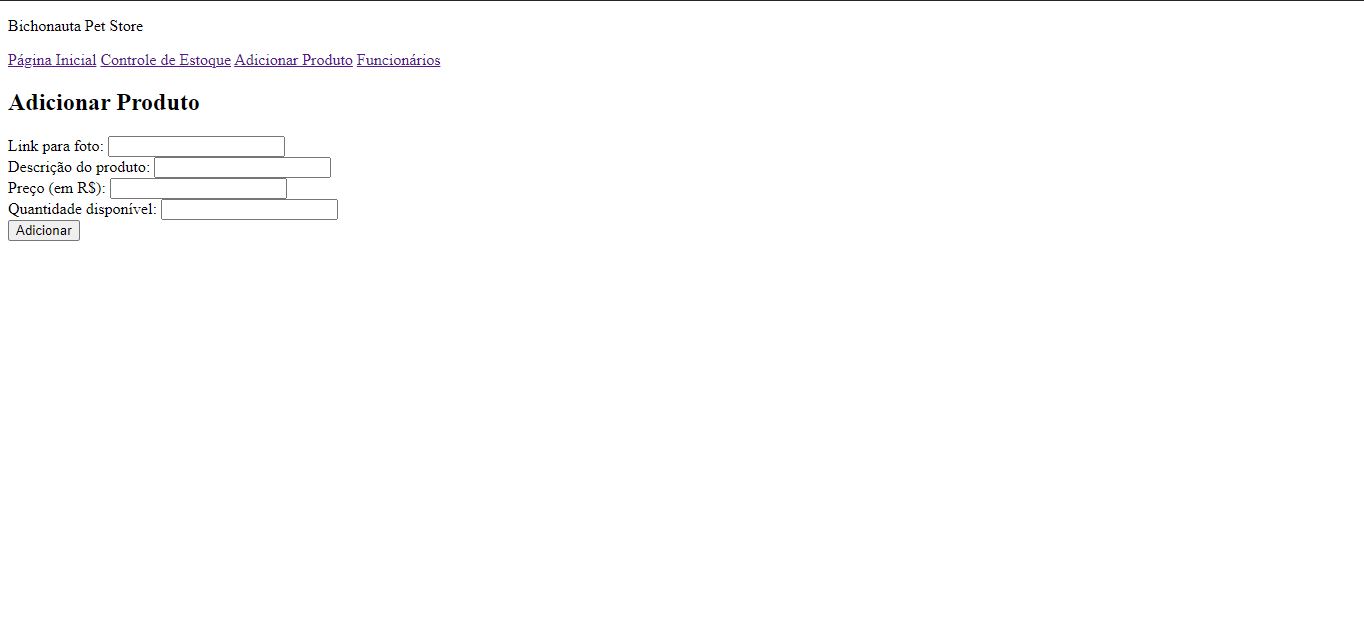 Bichonauta Pet Store
Página Inicial Controle de Estoque Adicionar Produto Funcionários
Adicionar Produto
Link para foto:
Descrição do produto:
Preço (em R$):
Quantidade disponível:
Adicionar